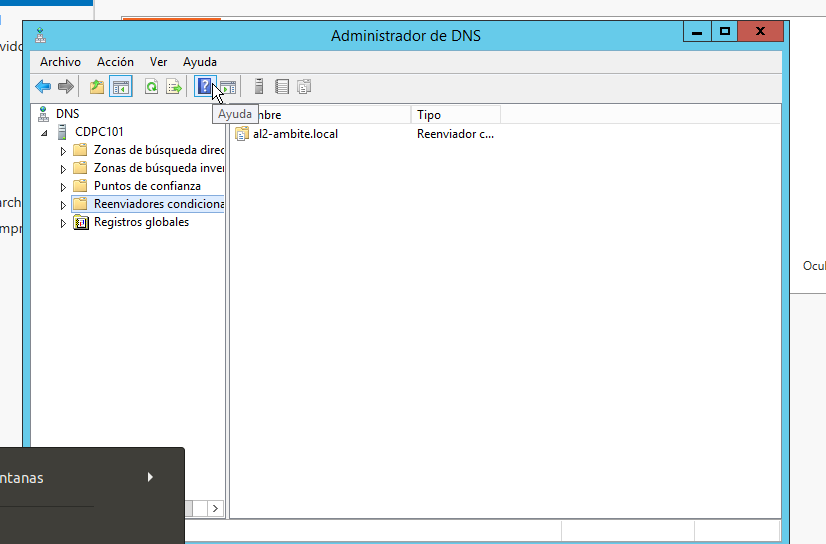 Administrador de DNS
Archivo Acción Ver Ayuda
Ayuda
DNS
CDPC101
Zonas de búsqueda direc
Zonas de búsqueda inver
Puntos de confianza
Reenviadores condiciona
Registros globales
mbre Tipo
al2-ambite.local Reenviador c...
vido
arch
mpr
Ocul
ntanas